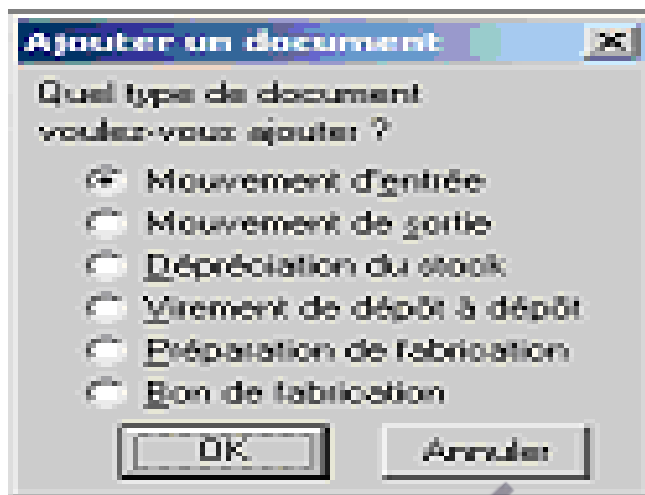 Ajouter un document
Quel type de document
voulez-vous ajouter ?
Mouvement d'entrée
Mouvement de sortie
Dépréciation du stock
Virement de dépôt à dépôt
Préparation de fabrication
Bon de fabrication
OK Annuler